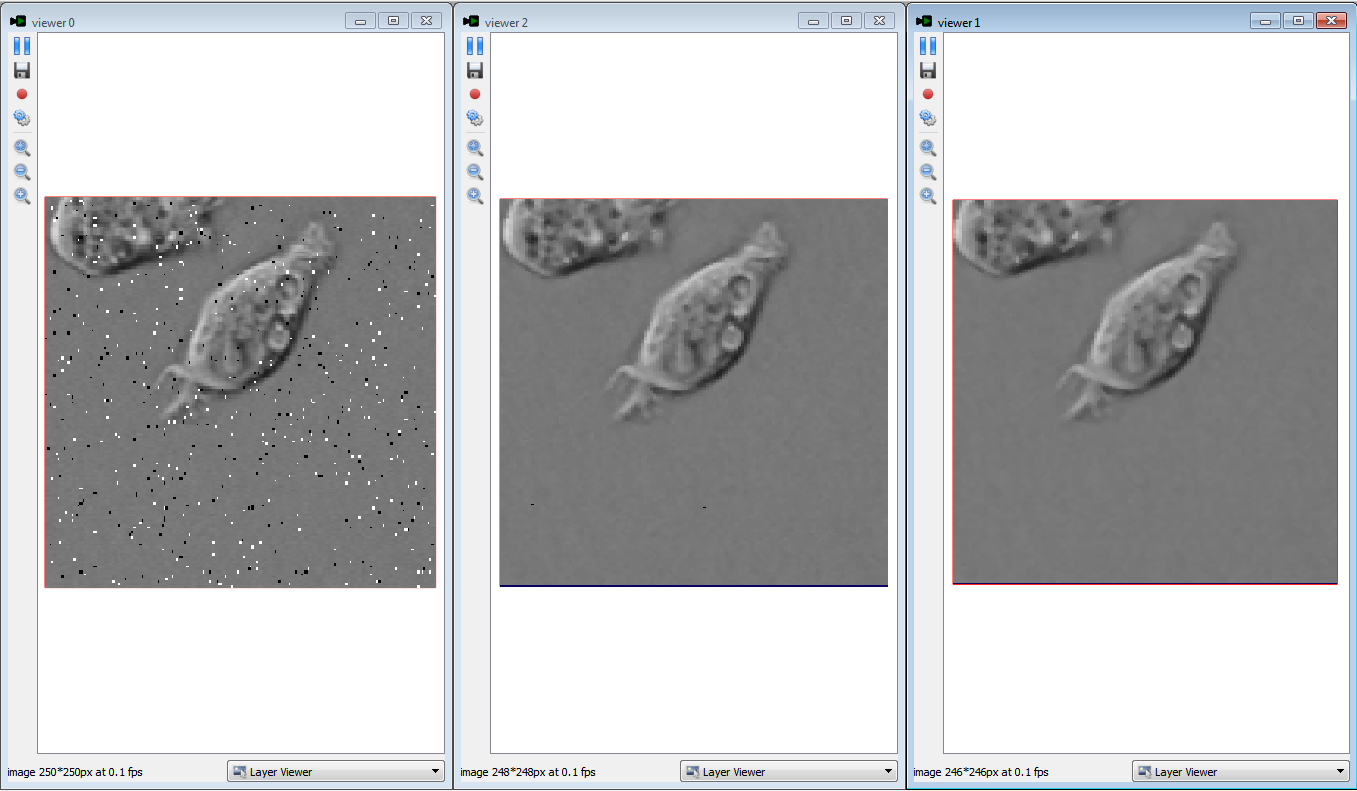 viewer 0
image 250*250px at 0.1 fps
Layer Viewer
viewer 2
image 248*248px at 0.1 fps
Layer Viewer
viewer 1
image 246*246px at 0.1 fps
Layer Viewer